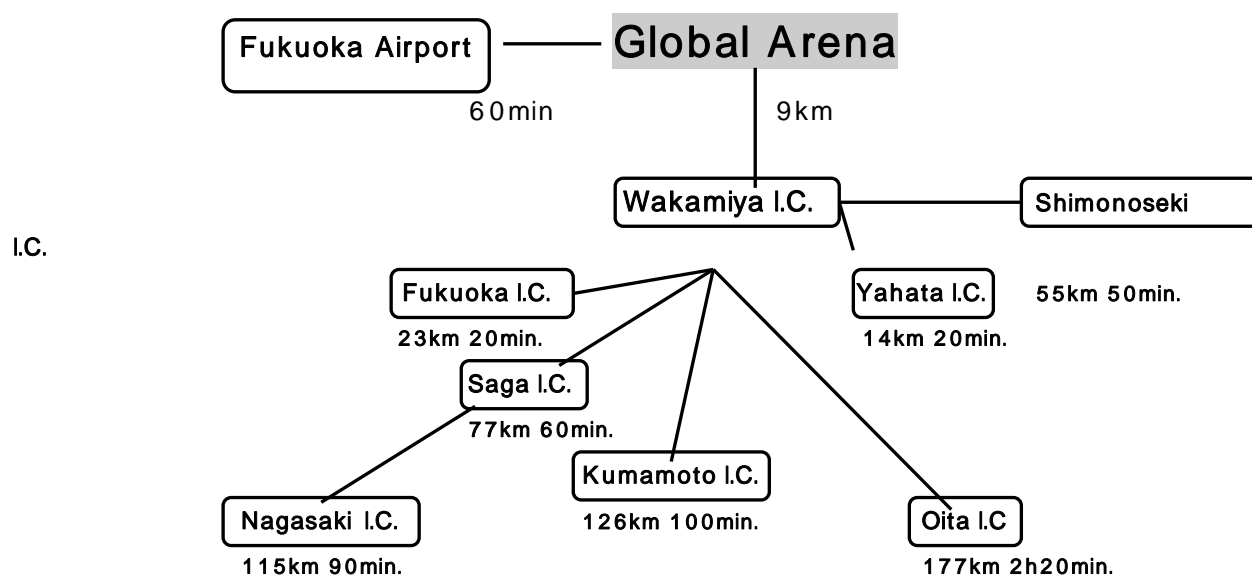 Fukuoka Airport
Global Arena
60min
9km
Wakamiya I.C.
Shimonoseki
I.C.
Fukuoka I.C.
Yahata I.C.
55km 50min.
23km 20min.
14km 20min.
Saga I.C.
77km 60min.
Kumamoto I.C.
126km 100min.
Nagasaki I.C.
Oita I.C
115km 90min.
177km 2h20min.